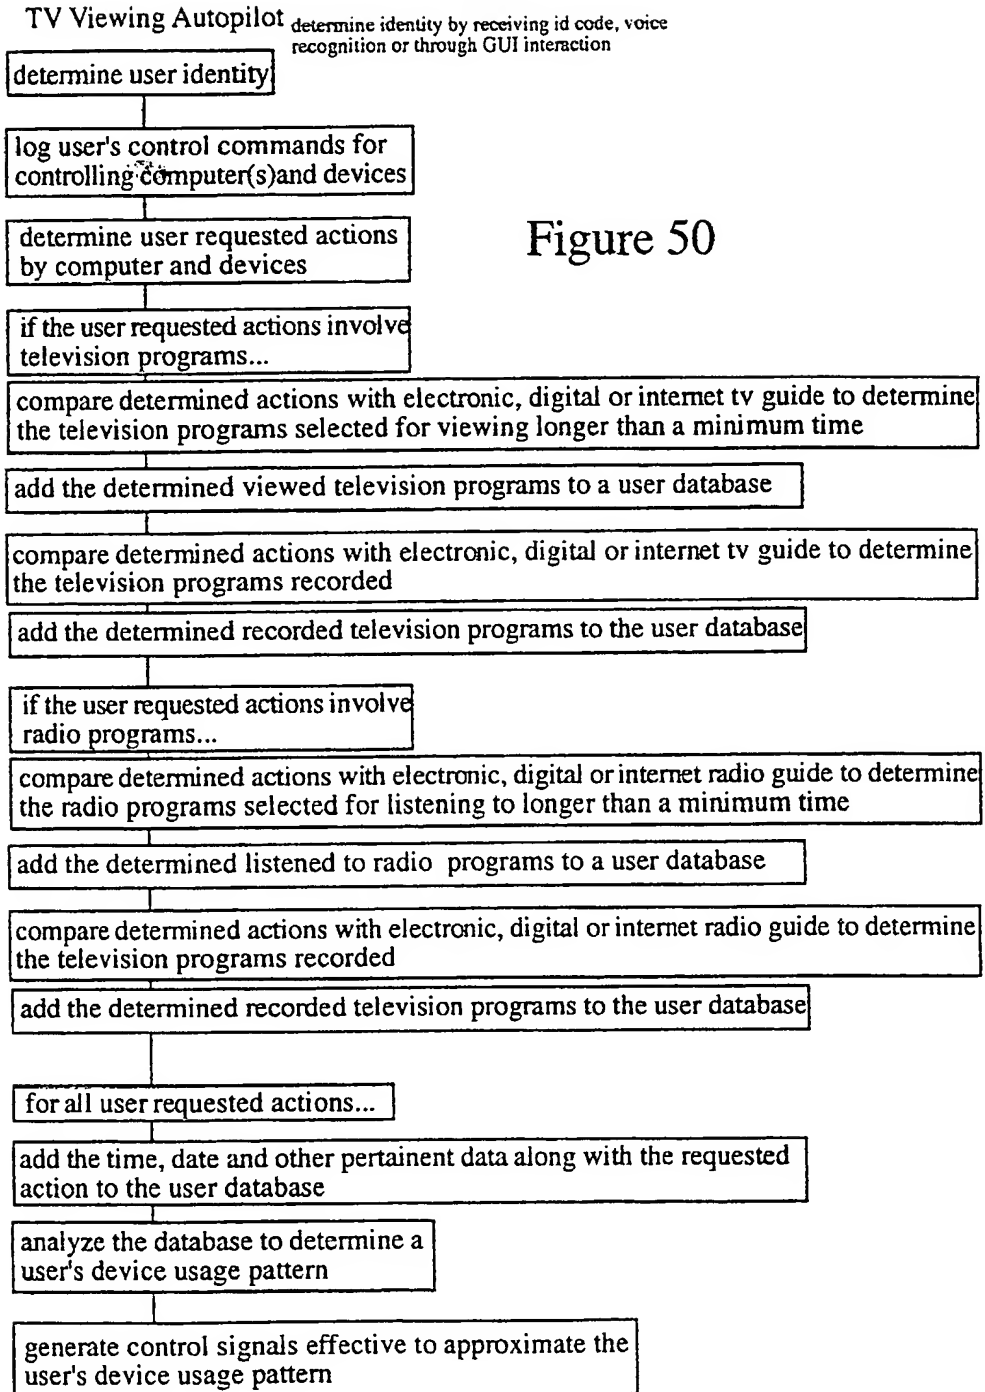 TV Viewing Autopilot
determine identity by receiving id code, voice
recognition or through GUI interaction
determine user identity
log user's control commands for
controlling computer(s)and devices
determine user requested actions
by computer and devices
Figure 50
if the user requested actions involve
television programs...
compare determined actions with electronic, digital or internet tv guide to determine
the television programs selected for viewing longer than a minimum time
add the determined viewed television programs to a user database
compare determined actions with electronic, digital or internet tv guide to determine
the television programs recorded
add the determined recorded television programs to the user database
if the user requested actions involve
radio programs...
compare determined actions with electronic, digital or internet radio guide to determine
the radio programs selected for listening to longer than a minimum time
add the determined listened to radio programs to a user database
compare determined actions with electronic, digital or internet radio guide to determine
the television programs recorded
add the determined recorded television programs to the user database
for all user requested actions...
add the time, date and other pertainent data along with the requested
action to the user database
analyze the database to determine a
user's device usage pattern
generate control signals effective to approximate the
user's device usage pattern